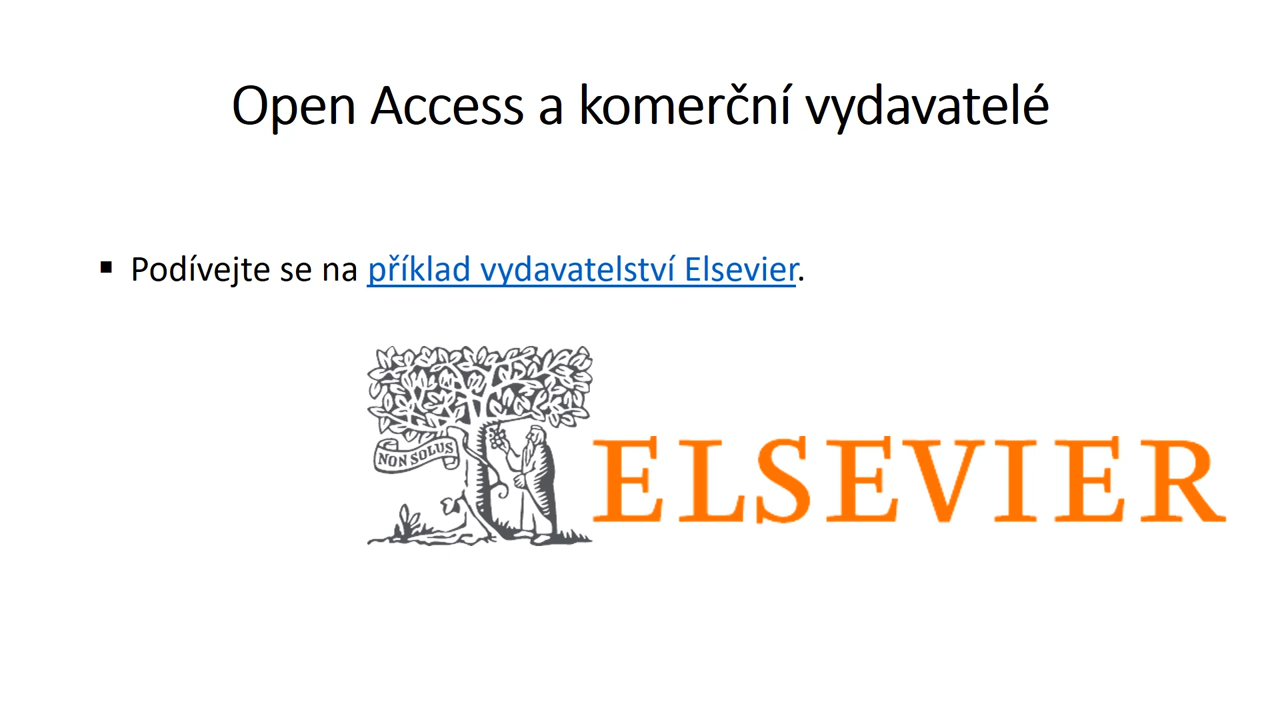 Open Access a komerční vydavatelé
▪ Podívejte se na příklad vydavatelství Elsevier.
NON SOLUS
ELSEVIER